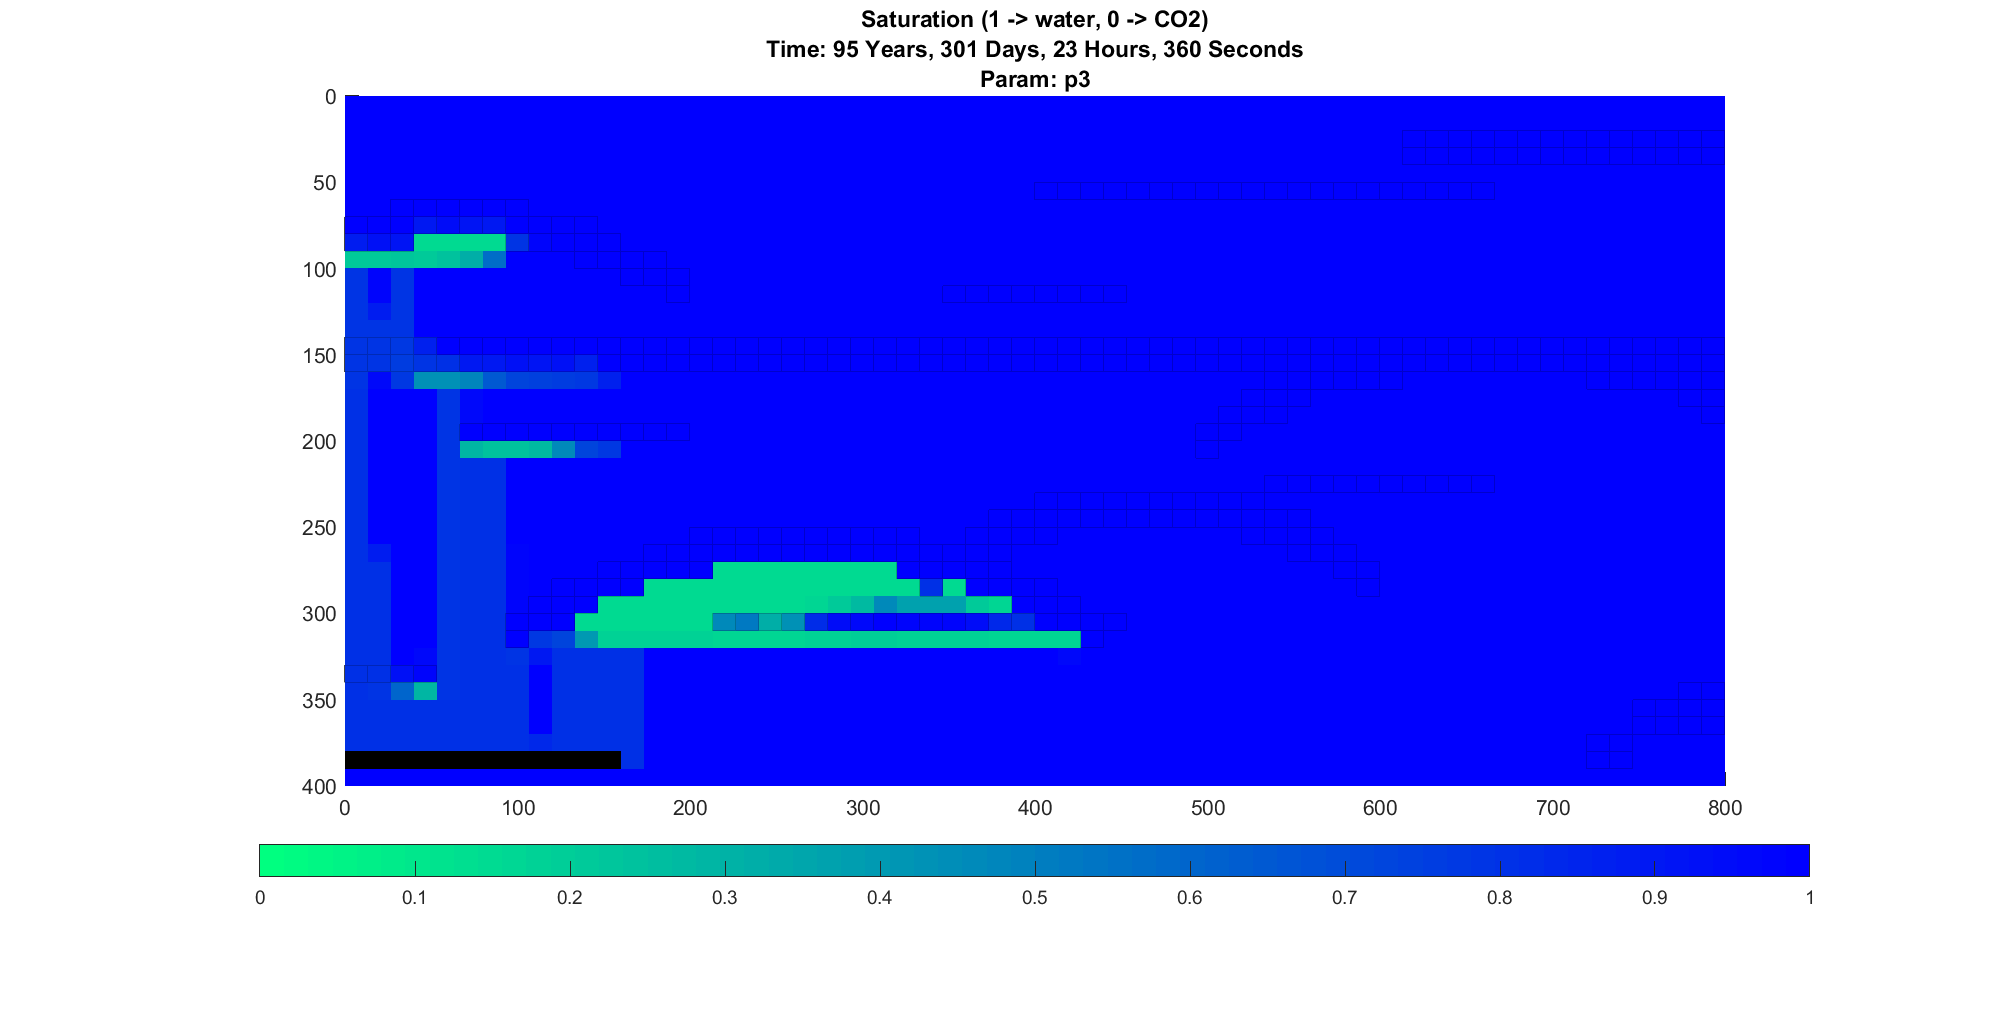 Saturation (1 -> water, 0 -> CO2)
Time: 95 Years, 301 Days, 23 Hours, 360 Seconds
Param: p3
0
50
100
150
200
250
300
350
400
0 100 200 300 400 500 600 700 800
0 0.1 0.2 0.3 0.4 0.5 0.6 0.7 0.8 0.9 1